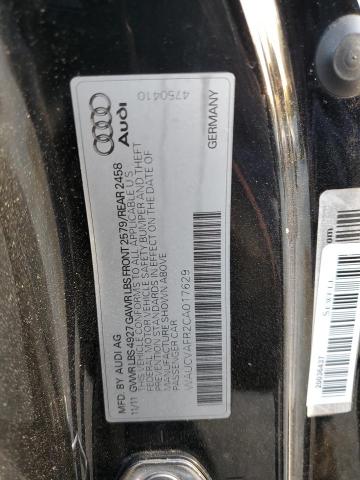 Audi
4750410
GERMANY
MFD. BY AUDI AG
11/11 GVWR LBS 4927 GAWR LBS FRONT 2579/REAR 2458
THIS VEHICLE CONFORMS TO ALL APPLICABLE U.S.
FEDERAL MOTOR VEHICLE SAFETY BUMPER AND
THEFT PREVENTION STANDARDS IN EFFECT ON THE
DATE OF MANUFACTURE SHOWN ABOVE.
PASSENGER CAR
WAUCVAFR2CA017629